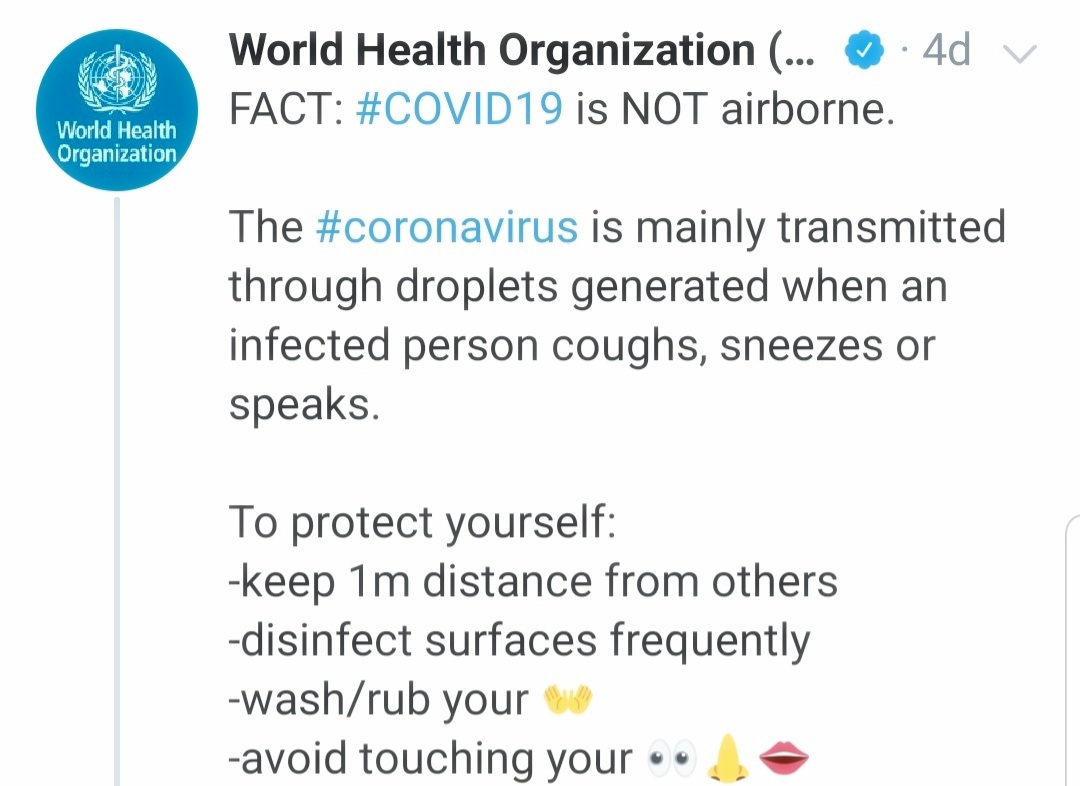 World Health Organization (... · 4d
World Health
Organization
FACT: #COVID19 is NOT airborne.
The #coronavirus is mainly transmitted
through droplets generated when an
infected person coughs, sneezes or
speaks.
To protect yourself:
-keep 1m distance from others
-disinfect surfaces frequently
-wash/rub your 👐
-avoid touching your 👀👃👄